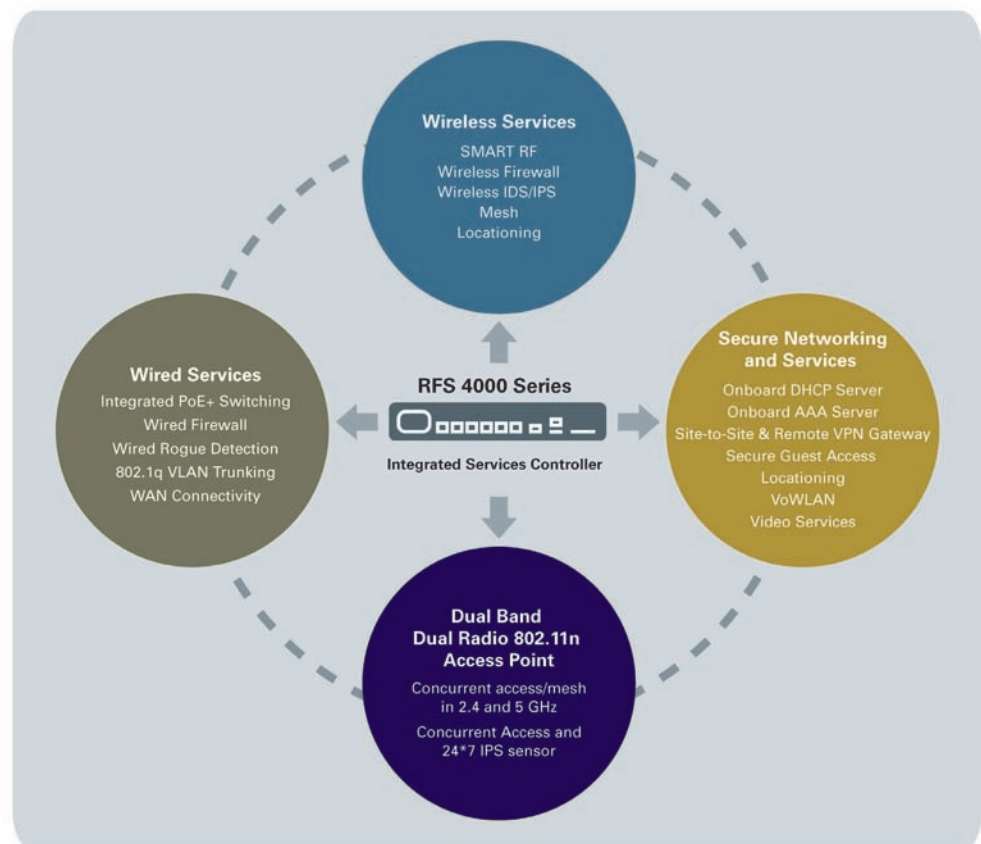 Wireless Services
SMART RF
Wireless Firewall
Wireless IDS/IPS
Mesh
Locationing
Wired Services
Integrated PoE+ Switching
Wired Firewall
Wired Rogue Detection
802.1q VLAN Trunking
WAN Connectivity
RFS 4000 Series
Integrated Services Controller
Secure Networking
and Services
Onboard DHCP Server
Onboard AAA Server
Site-to-Site & Remote VPN Gateway
Secure Guest Access
Locationing
VoWLAN
Video Services
Dual Band
Dual Radio 802.11n
Access Point
Concurrent access/mesh
in 2.4 and 5 GHz
Concurrent Access and
24*7 IPS sensor